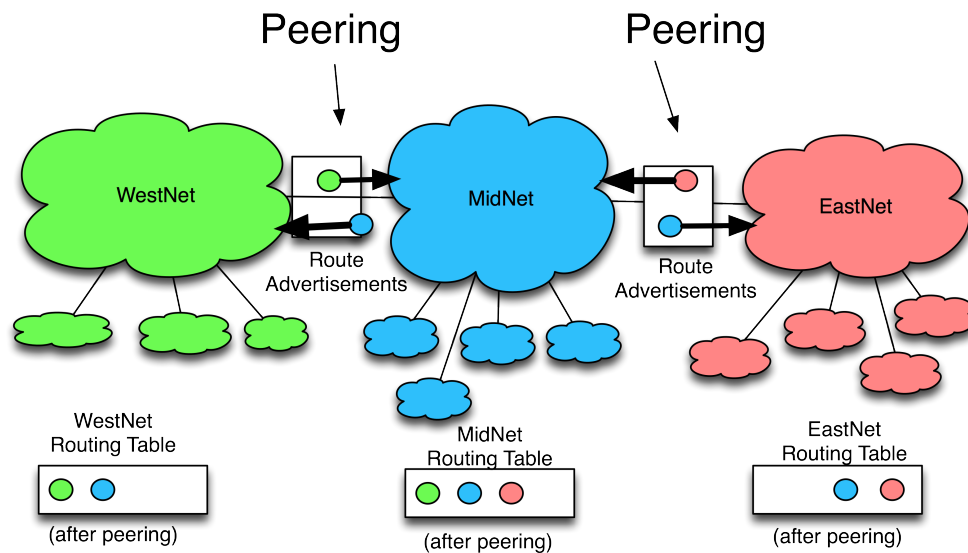 Peering
Peering
WestNet
MidNet
EastNet
Route
Advertisements
Route
Advertisements
WestNet
Routing Table
(after peering)
MidNet
Routing Table
(after peering)
EastNet
Routing Table
(after peering)